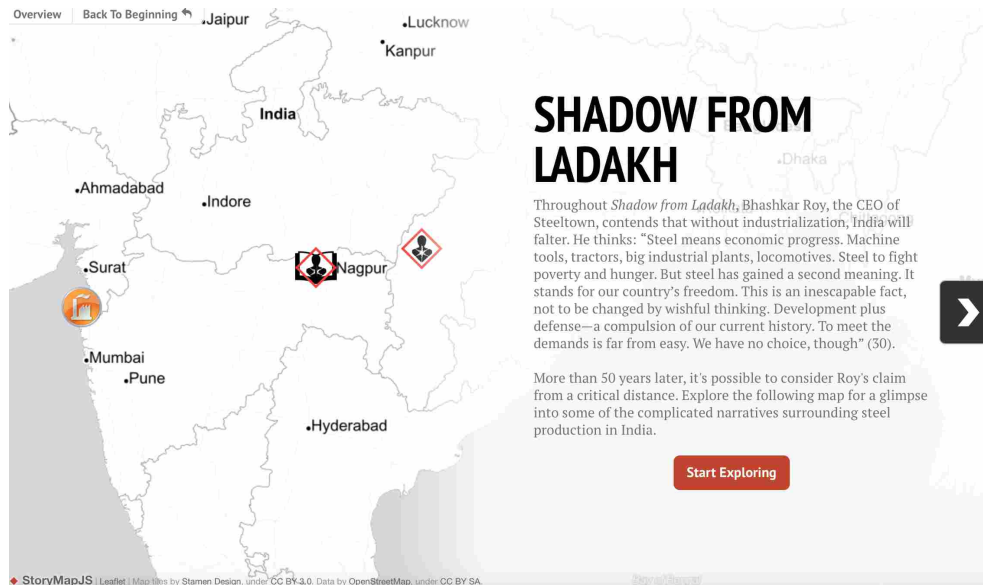 Overview
Back To Beginning
Jaipur
Lucknow
Kanpur
India
Ahmadabad
Indore
Surat
Nagpur
Mumbai
Pune
Hyderabad
Dhaka
SHADOW FROM
LADAKH
Throughout Shadow from Ladakh, Bhashkar Roy, the CEO of
Steeltown, contends that without industrialization, India will
falter. He thinks: “Steel means economic progress. Machine
tools, tractors, big industrial plants, locomotives. Steel to fight
poverty and hunger. But steel has gained a second meaning. It
stands for our country’s freedom. This is an inescapable fact,
not to be changed by wishful thinking. Development plus
defense—a compulsion of our current history. To meet the
demands is far from easy. We have no choice, though” (30).
More than 50 years later, it's possible to consider Roy's claim
from a critical distance. Explore the following map for a glimpse
into some of the complicated narratives surrounding steel
production in India.
Start Exploring
StoryMapJS | Leaflet | Map tiles by Stamen Design, under CC BY 3.0. Data by OpenStreetMap, under CC BY SA.